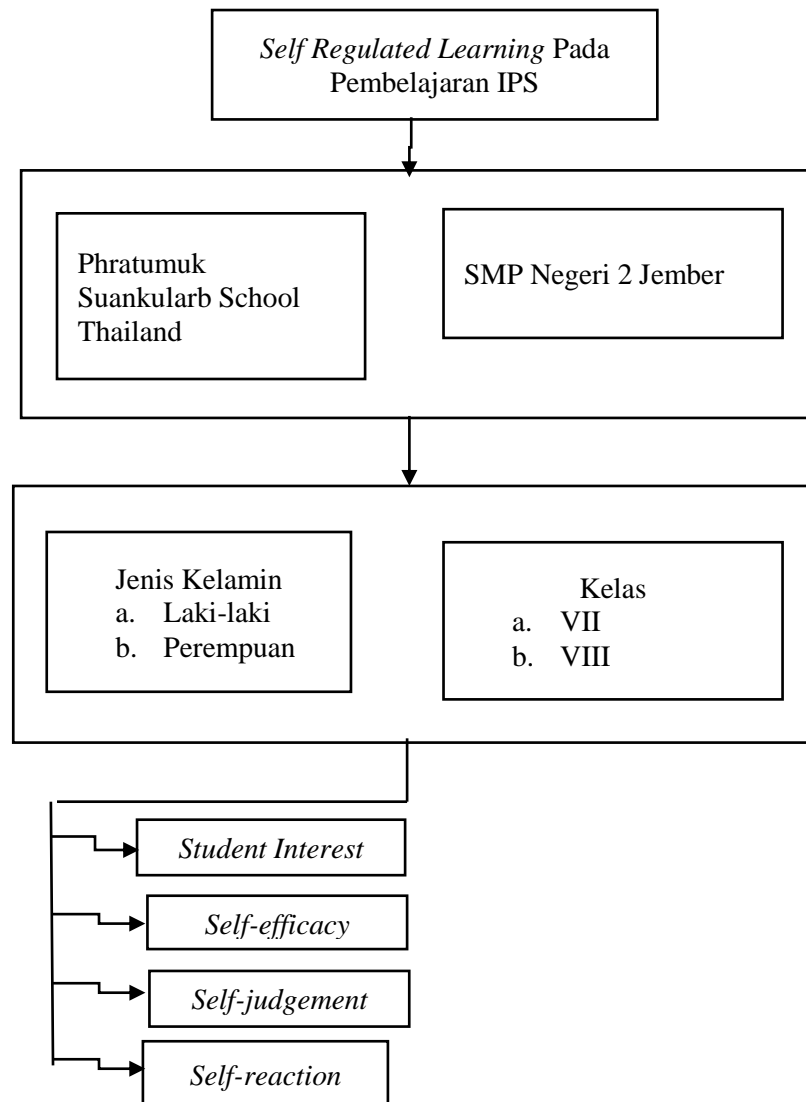 Self Regulated Learning Pada
Pembelajaran IPS
Phratumuk
Suankularb School
Thailand
SMP Negeri 2 Jember
Jenis Kelamin
a. Laki-laki
b. Perempuan
Kelas
a. VII
b. VIII
Student Interest
Self-efficacy
Self-judgement
Self-reaction